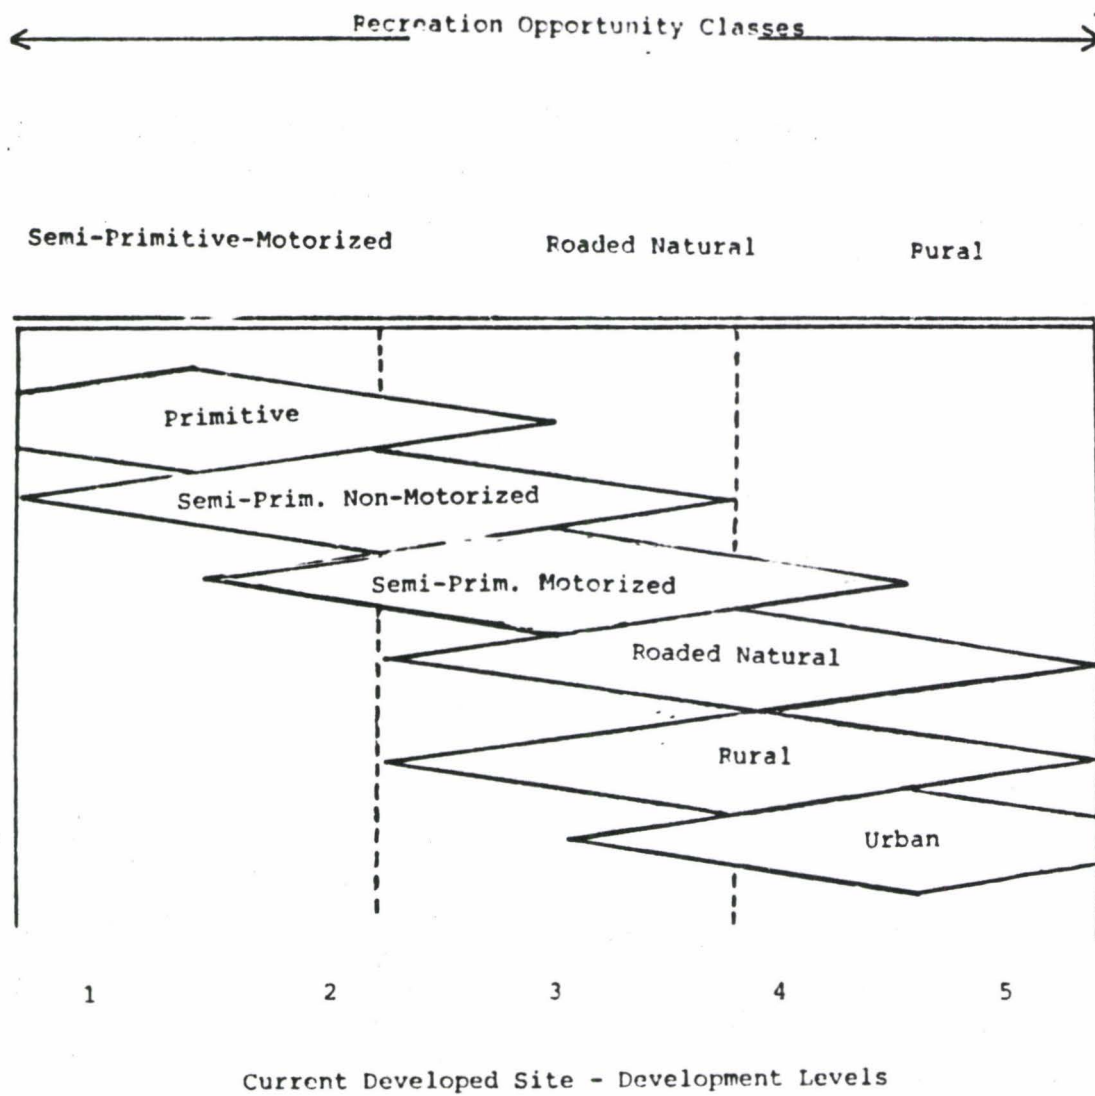 Recreation Opportunity Classes
Semi-Primitive-Motorized Roaded Natural Rural
Primitive
Semi-Prim. Non-Motorized
Semi-Prim. Motorized
Roaded Natural
Rural
Urban
1 2 3 4 5
Current Developed Site - Development Levels